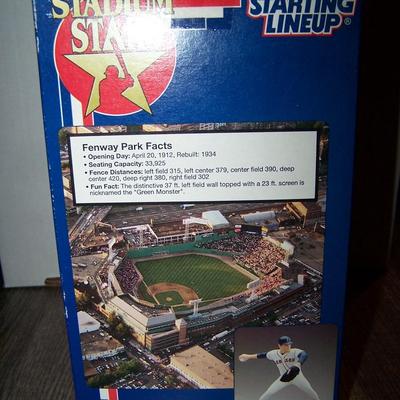 STADIUM
STARS
STARTING
LINEUP®
Fenway Park Facts
• Opening Day: April 20, 1912, Rebuilt: 1934
• Seating Capacity: 33,925
• Fence Distances: left field 315, left center 379, center field 390, deep
center 420, deep right 380, right field 302
• Fun Fact: The distinctive 37 ft. left field wall topped with a 23 ft. screen is
nicknamed the "Green Monster".